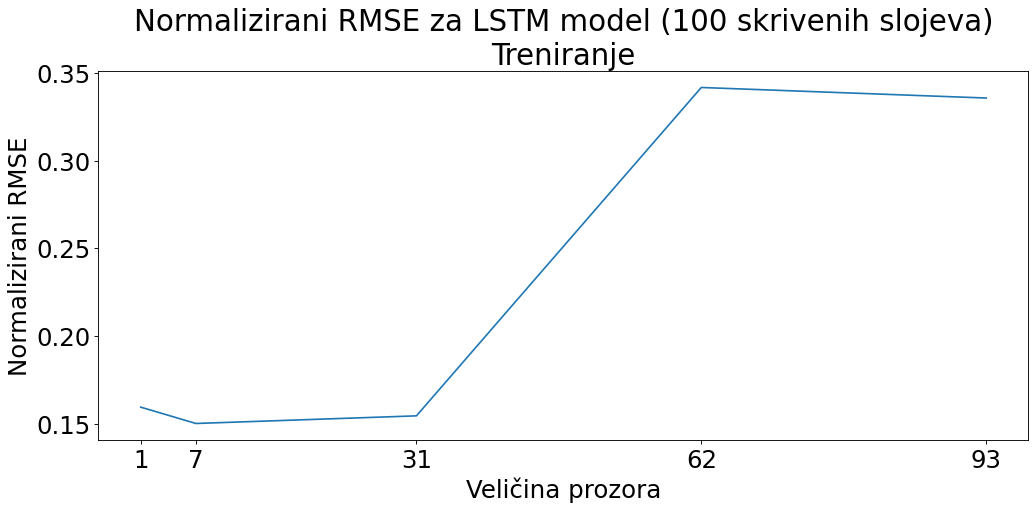 Normalizirani RMSE za LSTM model (100 skrivenih slojeva)
Treniranje
Normalizirani RMSE
0.35
0.30
0.25
0.20
0.15
1 7 31 62 93
Veličina prozora